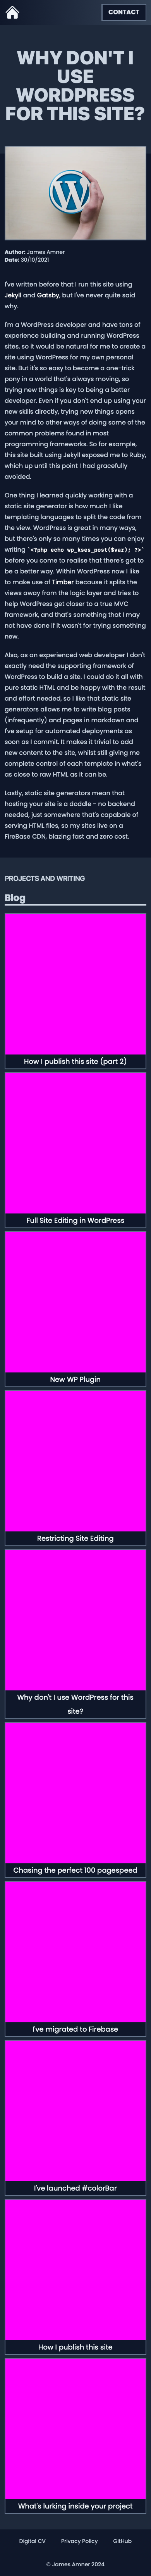 CONTACT
WHY DON'T I
USE
WORDPRESS
FOR THIS SITE?
Author: James Amner
Date: 30/10/2021
I've written before that I run this site using
Jekyll and Gatsby, but I've never quite said
why.
I'm a WordPress developer and have tons of
experience building and running WordPress
sites, so it would be natural for me to create a
site using WordPress for my own personal
site. But it's so easy to become a one-trick
pony in a world that's always moving, so
trying new things is key to being a better
developer. Even if you don't end up using your
new skills directly, trying new things opens
your mind to other ways of doing some of the
common problems found in most
programming frameworks. So for example,
this site built using Jekyll exposed me to Ruby,
which up until this point I had gracefully
avoided.
One thing I learned quickly working with a
static site generator is how much I like
templating languages to split the code from
the view. WordPress is great in many ways,
but there's only so many times you can enjoy
writing `<?php echo wp_kses_post($var); ?>`
before you come to realise that there's got to
be a better way. Within WordPress now I like
to make use of Timber because it splits the
views away from the logic layer and tries to
help WordPress get closer to a true MVC
framework, and that's something that I may
not have done if it wasn't for trying something
new.
Also, as an experienced web developer I don't
exactly need the supporting framework of
WordPress to build a site. I could do it all with
pure static HTML and be happy with the result
and effort needed, so I like that static site
generators allows me to write blog posts
(infrequently) and pages in markdown and
I've setup for automated deployments as
soon as I commit. It makes it trivial to add
new content to the site, whilst still giving me
complete control of each template in what's
as close to raw HTML as it can be.
Lastly, static site generators mean that
hosting your site is a doddle - no backend
needed, just somewhere that's capabale of
serving HTML files, so my sites live on a
FireBase CDN, blazing fast and zero cost.
PROJECTS AND WRITING
Blog
How I publish this site (part 2)
Full Site Editing in WordPress
New WP Plugin
Restricting Site Editing
Why don't I use WordPress for this
site?
Chasing the perfect 100 pagespeed
I've migrated to Firebase
I've launched #colorBar
How I publish this site
What's lurking inside your project
Digital CV Privacy Policy GitHub
© James Amner 2024